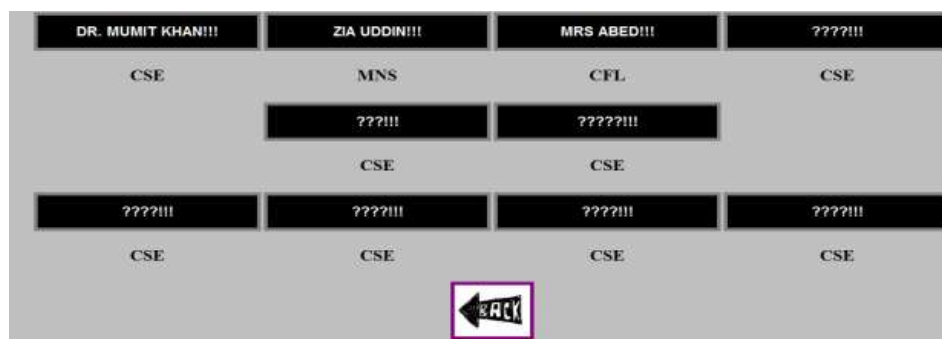 DR. MUMIT KHAN!!! ZIA UDDIN!!! MRS ABED!!! ????!!!
CSE MNS CFL CSE
???!!! ?????!!!
CSE CSE
????!!! ????!!! ????!!! ????!!!
CSE CSE CSE CSE
BACK